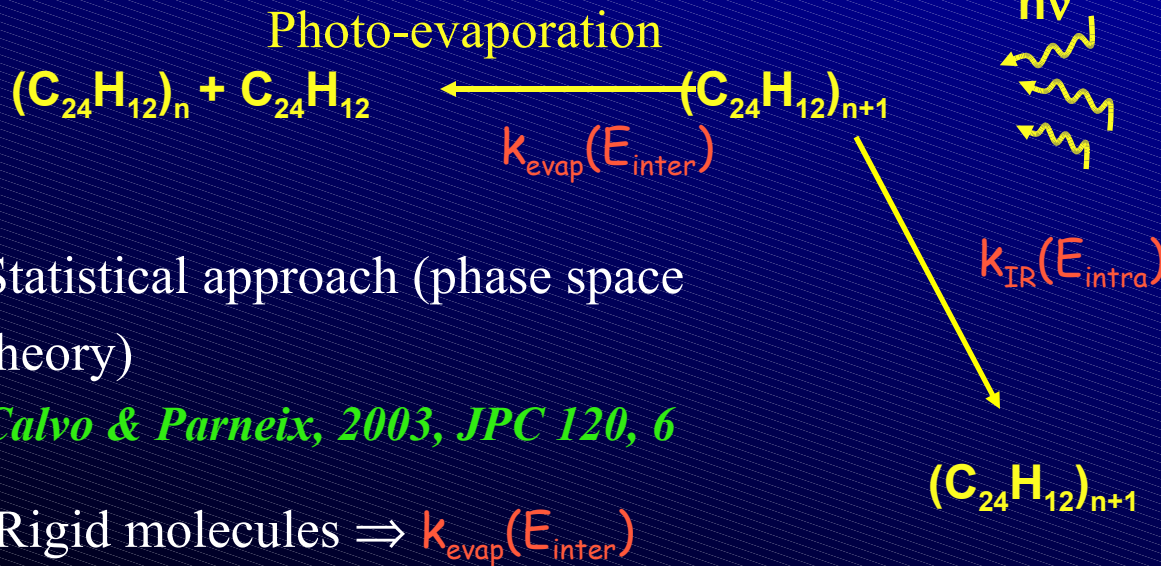 hν
Photo-evaporation
(C24H12)n + C24H12 (C24H12)n+1
kevap(Einter)
kIR(Eintra)
Statistical approach (phase space
theory)
Calvo & Parneix, 2003, JPC 120, 6
(C24H12)n+1
Rigid molecules ⇒ kevap(Einter)